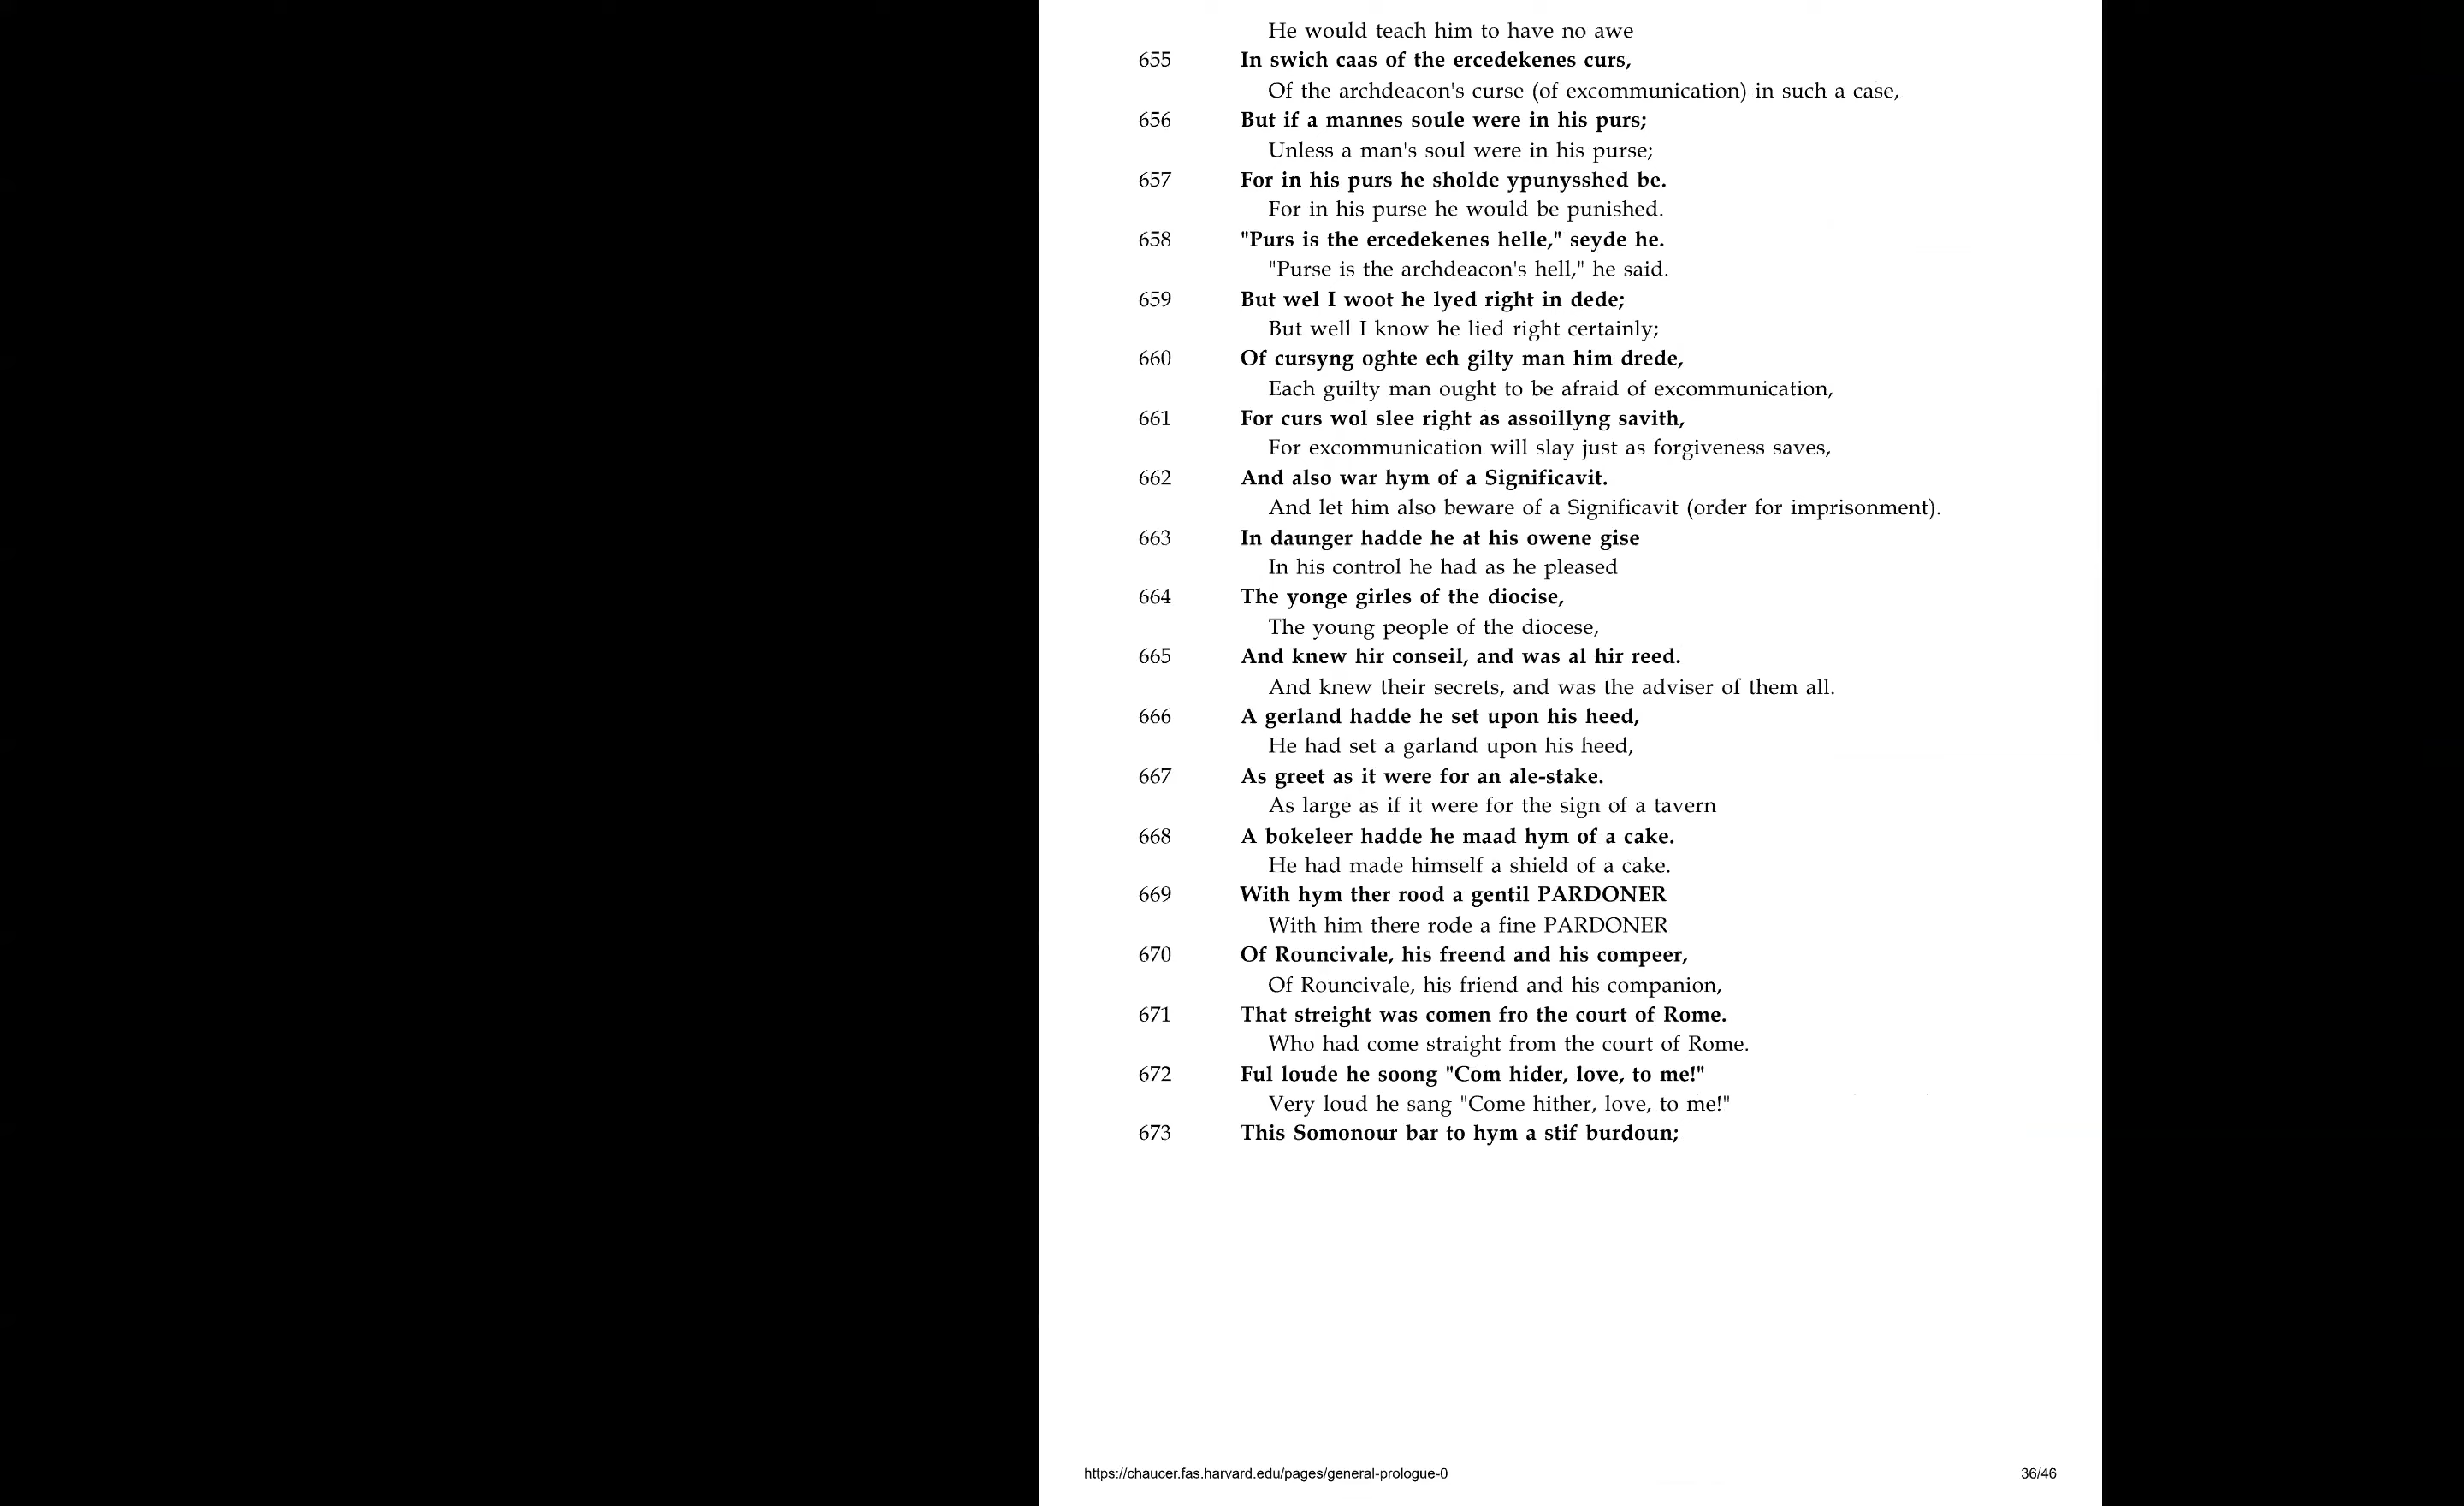 He would teach him to have no awe
655 In swich caas of the ercedekenes curs,
Of the archdeacon's curse (of excommunication) in such a case,
656 But if a mannes soule were in his purs;
Unless a man's soul were in his purse;
657 For in his purs he sholde ypunysshed be.
For in his purse he would be punished.
658 "Purs is the ercedekenes helle," seyde he.
"Purse is the archdeacon's hell," he said.
659 But wel I woot he lyed right in dede;
But well I know he lied right certainly;
660 Of cursyng oghte ech gilty man him drede,
Each guilty man ought to be afraid of excommunication,
661 For curs wol slee right as assoillyng savith,
For excommunication will slay just as forgiveness saves,
662 And also war hym of a Significavit.
And let him also beware of a Significavit (order for imprisonment).
663 In daunger hadde he at his owene gise
In his control he had as he pleased
664 The yonge girles of the diocise,
The young people of the diocese,
665 And knew hir conseil, and was al hir reed.
And knew their secrets, and was the adviser of them all.
666 A gerland hadde he set upon his heed,
He had set a garland upon his heed,
667 As greet as it were for an ale-stake.
As large as if it were for the sign of a tavern
668 A bokeleer hadde he maad hym of a cake.
He had made himself a shield of a cake.
669 With hym ther rood a gentil PARDONER
With him there rode a fine PARDONER
670 Of Rouncivale, his freend and his compeer,
Of Rouncivale, his friend and his companion,
671 That streight was comen fro the court of Rome.
Who had come straight from the court of Rome.
672 Ful loude he soong "Com hider, love, to me!"
Very loud he sang "Come hither, love, to me!"
673 This Somonour bar to hym a stif burdoun;
https://chaucer.fas.harvard.edu/pages/general-prologue-0 36/46